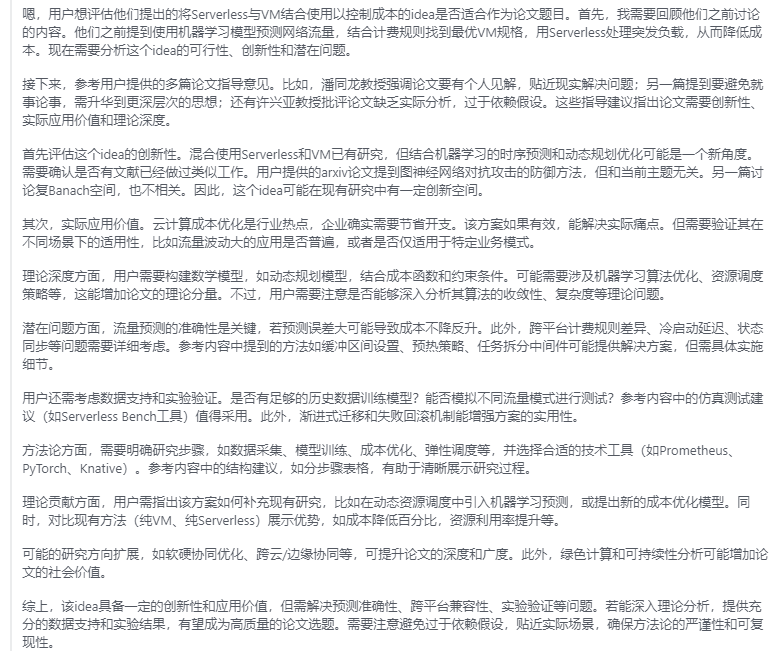 嗯，用户想评估他们提出的将Serverless与VM结合使用以控制成本的idea是否适合作为论文题目。首先，我需要回顾他们之前讨论
的内容。他们之前提到使用机器学习模型预测网络流量，结合计费规则找到最优VM规格，用Serverless处理突发负载，从而降低成
本。现在需要分析这个idea的可行性、创新性和潜在问题。
接下来，参考用户提供的多篇论文指导意见。比如，潘同龙教授强调论文要有个人见解，贴近现实解决问题；另一篇提到要避免就
事论事，需升华到更深层次的思想；还有许兴亚教授批评论文缺乏实际分析，过于依赖假设。这些指导建议指出论文需要创新性、
实际应用价值和理论深度。
首先评估这个idea的创新性。混合使用Serverless和VM已有研究，但结合机器学习的时序预测和动态规划优化可能是一个新角度。
需要确认是否有文献已经做过类似工作。用户提供的arxiv论文提到图神经网络对抗攻击的防御方法，但和当前主题无关。另一篇讨
论复Banach空间，也不相关。因此，这个idea可能在现有研究中有一定创新空间。
其次，实际应用价值。云计算成本优化是行业热点，企业确实需要节省开支。该方案如果有效，能解决实际痛点。但需要验证其在
不同场景下的适用性，比如流量波动大的应用是否普遍，或者是否仅适用于特定业务模式。
理论深度方面，用户需要构建数学模型，如动态规划模型，结合成本函数和约束条件。可能需要涉及机器学习算法优化、资源调度
策略等，这能增加论文的理论分量。不过，用户需要注意是否能够深入分析其算法的收敛性、复杂度等理论问题。
潜在问题方面，流量预测的准确性是关键，若预测误差大可能导致成本不降反升。此外，跨平台计费规则差异、冷启动延迟、状态
同步等问题需要详细考虑。参考内容中提到的方法如缓冲区间设置、预热策略、任务拆分中间件可能提供解决方案，但需具体实施
细节。
用户还需考虑数据支持和实验验证。是否有足够的历史数据训练模型？能否模拟不同流量模式进行测试？参考内容中的仿真测试建
议（如Serverless Bench工具）值得采用。此外，渐进式迁移和失败回滚机制能增强方案的实用性。
方法论方面，需要明确研究步骤，如数据采集、模型训练、成本优化、弹性调度等，并选择合适的技术工具（如Prometheus、
PyTorch、Knative）。参考内容中的结构建议，如分步骤表格，有助于清晰展示研究过程。
理论贡献方面，用户需指出该方案如何补充现有研究，比如在动态资源调度中引入机器学习预测，或提出新的成本优化模型。同
时，对比现有方法（纯VM、纯Serverless）展示优势，如成本降低百分比，资源利用率提升等。
可能的研究方向扩展，如软硬协同优化、跨云/边缘协同等，可提升论文的深度和广度。此外，绿色计算和可持续性分析可能增加论
文的社会价值。
综上，该idea具备一定的创新性和应用价值，但需解决预测准确性、跨平台兼容性、实验验证等问题。若能深入理论分析，提供充
分的数据支持和实验结果，有望成为高质量的论文选题。需要注意避免过于依赖假设，贴近实际场景，确保方法论的严谨性和可复
现性。